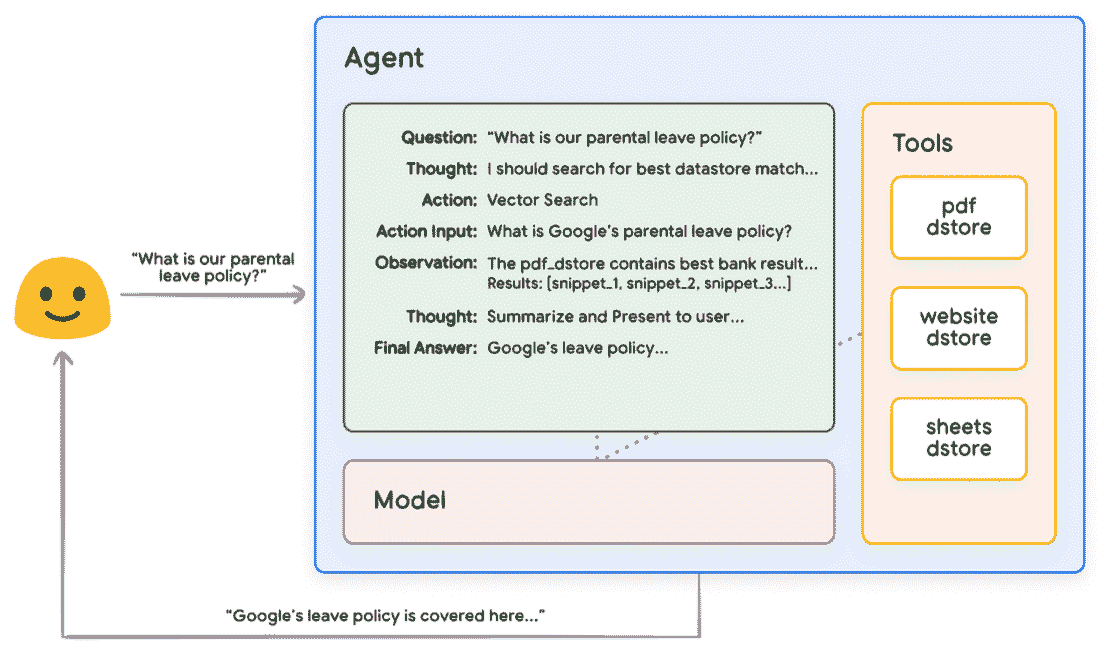 Agent
Question: “What is our parental leave policy?”
Thought: I should search for best datastore match...
Action: Vector Search
Action Input: What is Google's parental leave policy?
Observation: The pdf_dstore contains best bank result...
Results: [snippet_1, snippet_2, snippet_3...]
Thought: Summarize and Present to user...
Final Answer: Google's leave policy...
Model
Tools
pdf
dstore
website
dstore
sheets
dstore
“What is our parental
leave policy?”
“Google's leave policy is covered here...”